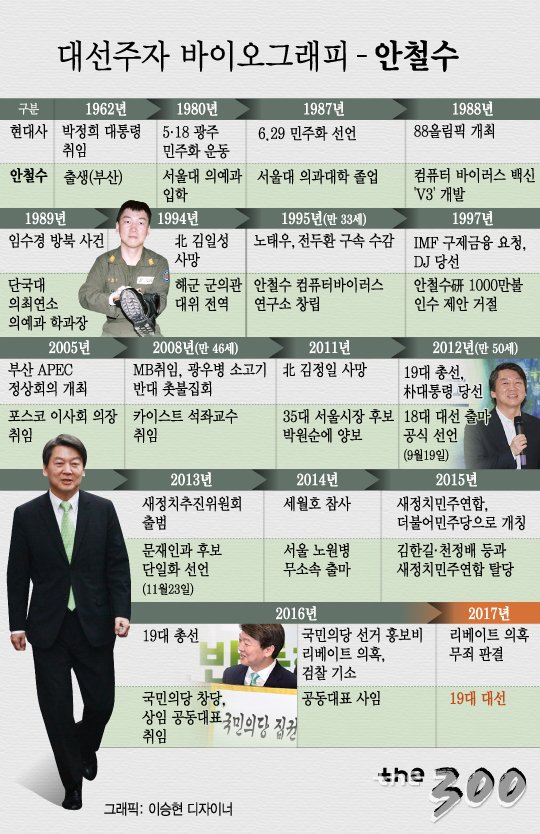 대선주자 바이오그래피 - 안철수
구분 1962년 1980년 1987년 1988년
현대사
박정희 대통령
취임
5·18 광주
민주화 운동
6.29 민주화 선언
88올림픽 개최
안철수
출생(부산)
서울대 의예과
입학
서울대 의과대학 졸업
컴퓨터 바이러스 백신
'V3' 개발
1989년 1994년 1995년(만 33세) 1997년
임수경 방북 사건
北 김일성
사망
노태우, 전두환 구속 수감
IMF 구제금융 요청,
DJ 당선
단국대
의최연소
의예과 학과장
해군 군의관
대위 전역
안철수 컴퓨터바이러스
연구소 창립
안철수硏 1000만불
인수 제안 거절
2005년 2008년(만 46세) 2011년 2012년(만 50세)
부산 APEC
정상회의 개최
MB취임, 광우병 소고기
반대 촛불집회
北 김정일 사망
19대 총선,
朴대통령 당선
포스코 이사회 의장
취임
카이스트 석좌교수
취임
35대 서울시장 후보
박원순에 양보
18대 대선 출마
공식 선언
(9월19일)
2013년 2014년 2015년
새정치추진위원회
출범
세월호 참사
새정치민주연합,
더불어민주당으로 개칭
문재인과 후보
단일화 선언
(11월23일)
서울 노원병
무소속 출마
김한길·천정배 등과
새정치민주연합 탈당
2016년 2017년
19대 총선
국민의당 선거 홍보비
리베이트 의혹,
검찰 기소
리베이트 의혹
무죄 판결
국민의당 창당,
상임 공동대표
취임
국민의당 집권
공동대표 사임
19대 대선
the 300
그래픽: 이승현 디자이너